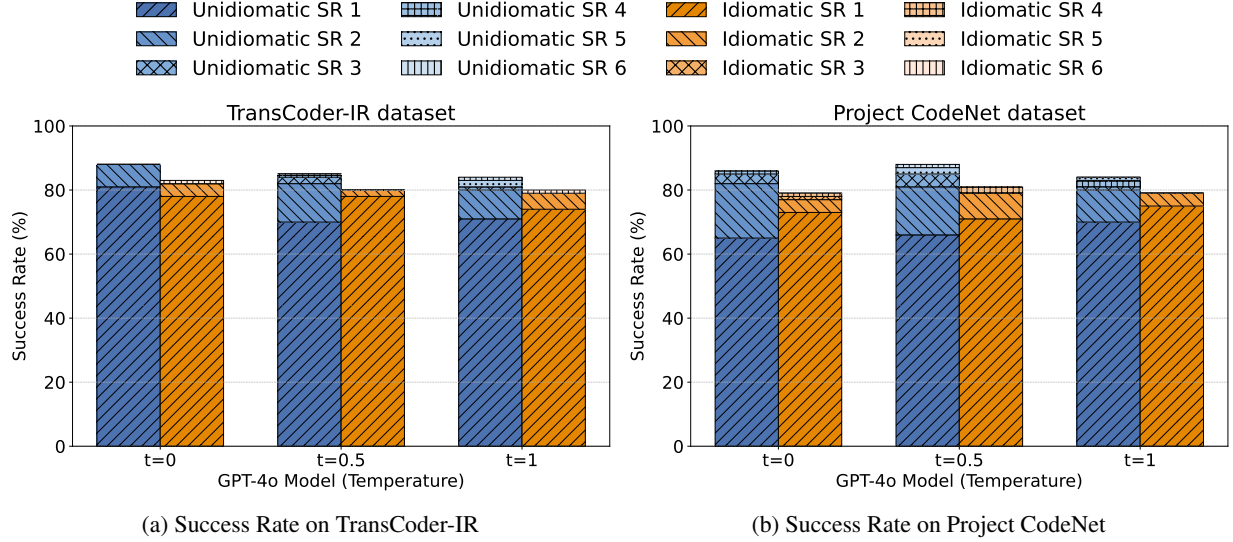 Unidiomatic SR 1 Unidiomatic SR 4 Idiomatic SR 1 Idiomatic SR 4
Unidiomatic SR 2 Unidiomatic SR 5 Idiomatic SR 2 Idiomatic SR 5
Unidiomatic SR 3 Unidiomatic SR 6 Idiomatic SR 3 Idiomatic SR 6
TransCoder-IR dataset
Success Rate (%)
100
80
60
40
20
0
t=0 t=0.5 t=1
GPT-4o Model (Temperature)
(a) Success Rate on TransCoder-IR
Project CodeNet dataset
Success Rate (%)
100
80
60
40
20
0
t=0 t=0.5 t=1
GPT-4o Model (Temperature)
(b) Success Rate on Project CodeNet